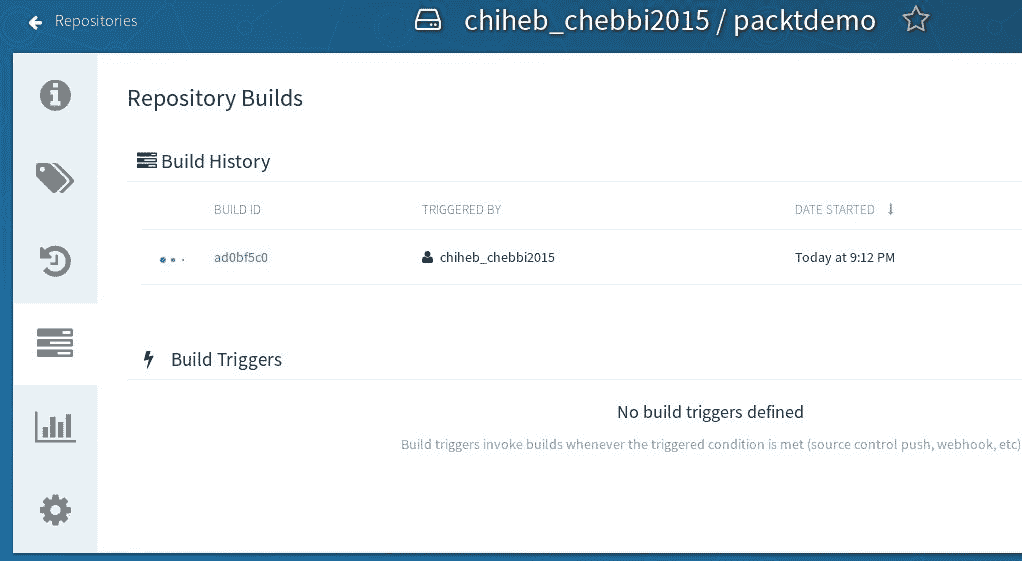 Repositories
chiheb_chebbi2015 / packtdemo
Repository Builds
Build History
BUILD ID TRIGGERED BY DATE STARTED
ad0bf5c0 chiheb_chebbi2015 Today at 9:12 PM
Build Triggers
No build triggers defined
Build triggers invoke builds whenever the triggered condition is met (source control push, webhook, etc)